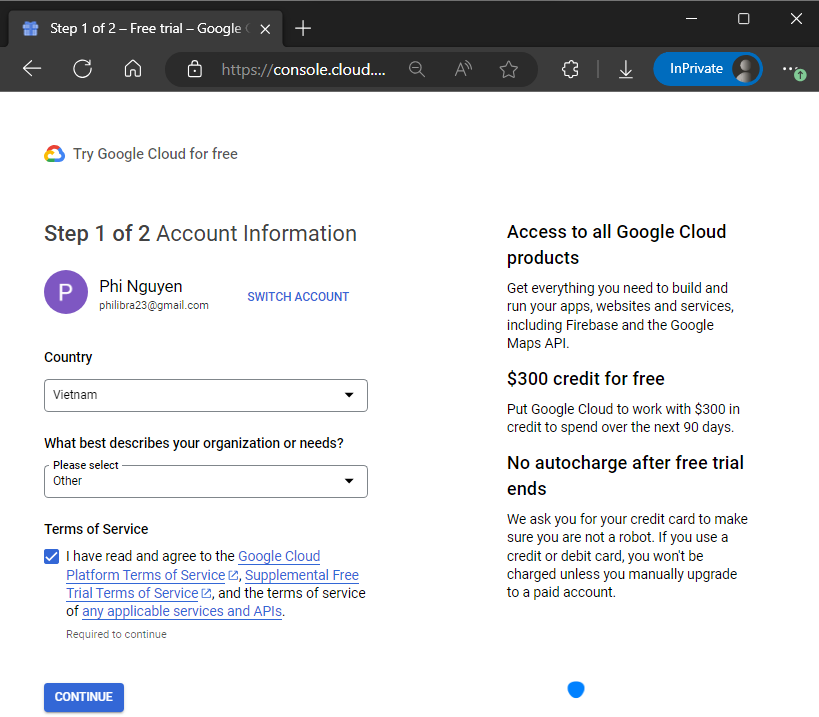 Step 1 of 2 – Free trial – Google
https://console.cloud....
InPrivate
Try Google Cloud for free
Step 1 of 2 Account Information
P
Phi Nguyen
philibra23@gmail.com
SWITCH ACCOUNT
Country
Vietnam
What best describes your organization or needs?
Please select
Other
Terms of Service
I have read and agree to the Google Cloud
Platform Terms of Service, Supplemental Free
Trial Terms of Service, and the terms of service
of any applicable services and APIs.
Required to continue
CONTINUE
Access to all Google Cloud
products
Get everything you need to build and
run your apps, websites and services,
including Firebase and the Google
Maps API.
$300 credit for free
Put Google Cloud to work with $300 in
credit to spend over the next 90 days.
No autocharge after free trial
ends
We ask you for your credit card to make
sure you are not a robot. If you use a
credit or debit card, you won't be
charged unless you manually upgrade
to a paid account.